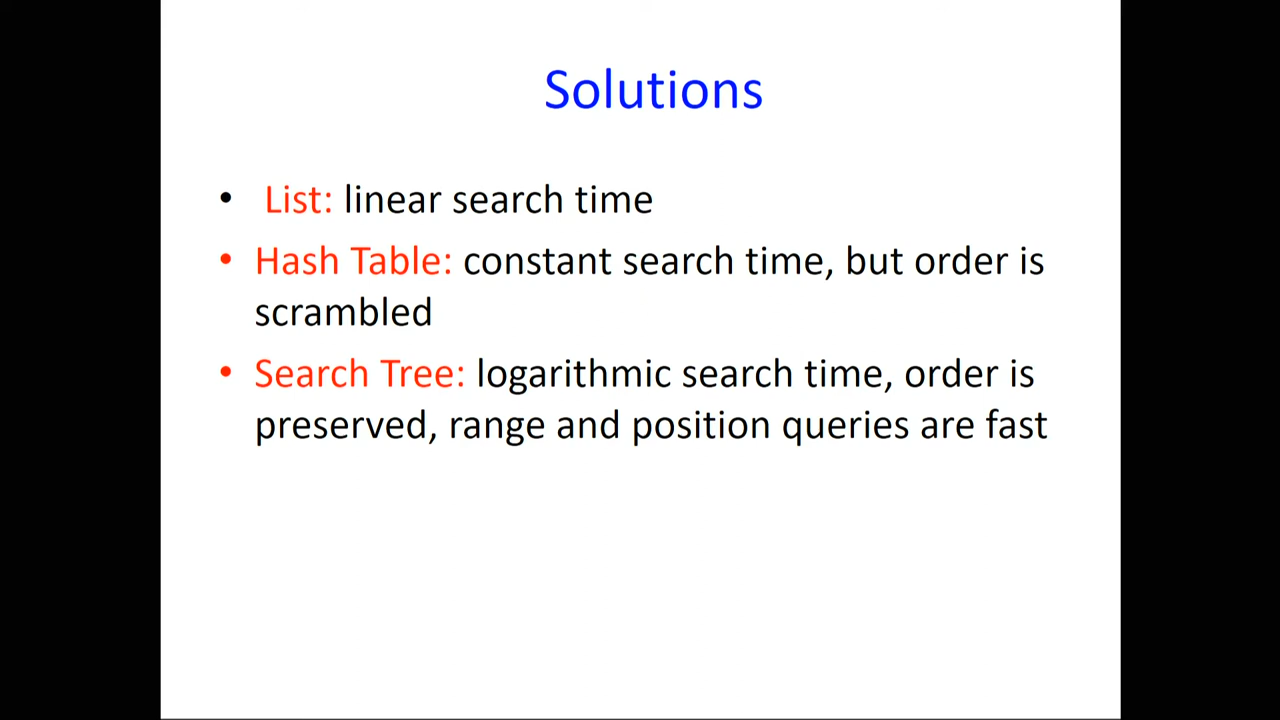 Solutions
• List: linear search time
• Hash Table: constant search time, but order is
scrambled
• Search Tree: logarithmic search time, order is
preserved, range and position queries are fast